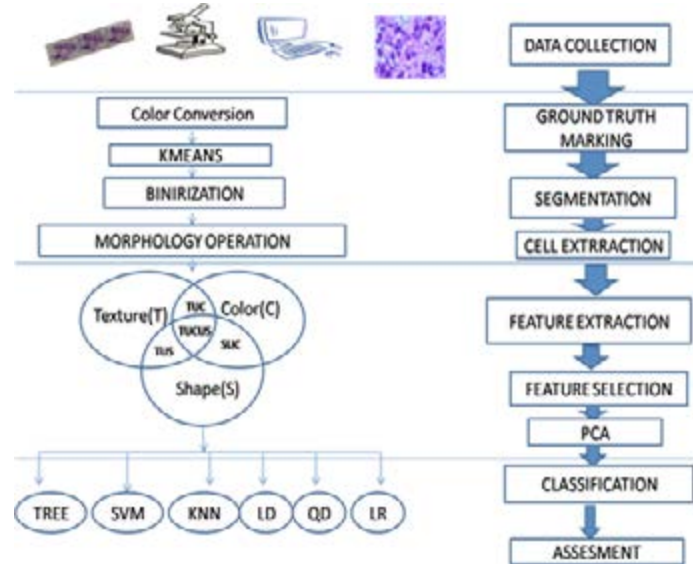 DATA COLLECTION
Color Conversion
KMEANS
BINIRIZATION
MORPHOLOGY OPERATION
GROUND TRUTH
MARKING
SEGMENTATION
CELL EXTRRACTION
Texture(T)
TUC
Color(C)
TUCUS
TUS
SUC
Shape(S)
FEATURE EXTRACTION
FEATURE SELECTION
PCA
TREE
SVM
KNN
LD
QD
LR
CLASSIFICATION
ASSESMENT